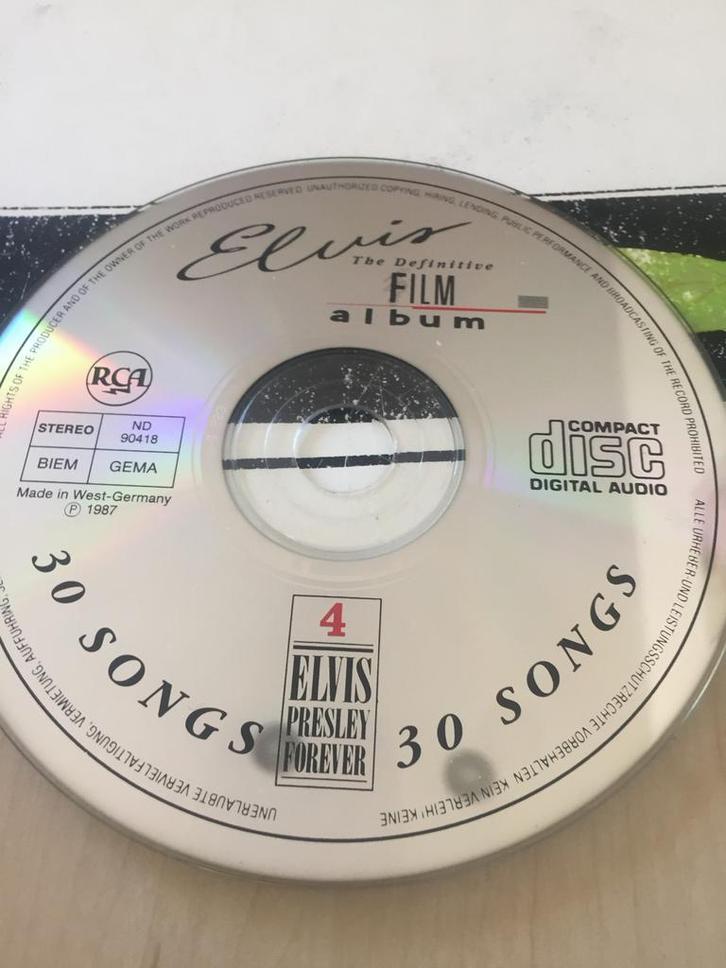 ALL RIGHTS OF THE PRODUCER AND OF THE OWNER OF THE WORK REPRODUCED RESERVED UNAUTHORIZED COPYING, HIRING, LENDING, PUBLIC PERFORMANCE AND BROADCASTING OF THE RECORD PROHIBITED
Elvis
The Definitive
FILM
album
RCA
STEREO
ND
90418
BIEM
GEMA
Made in West-Germany
℗ 1987
COMPACT
disc
DIGITAL AUDIO
30 SONGS
30 SONGS
4
ELVIS
PRESLEY
FOREVER
ALLE URHEBER-UND LEISTUNGSSCHUTZRECHTE VORBEHALTEN KEIN VERLEIH! KEINE
UNERLAUBTE VERVIELFÄLTIGUNG, VERMIETUNG, AUFFÜHRUNG,